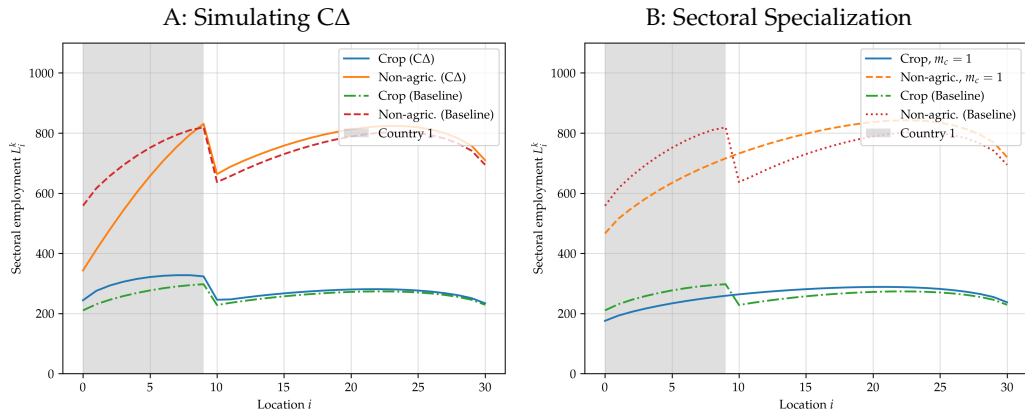 A: Simulating CΔ
Sectoral employment $L_i^k$
1000
800
600
400
200
0
0 5 10 15 20 25 30
Location i
Crop (CΔ)
Non-agric. (CΔ)
Crop (Baseline)
Non-agric. (Baseline)
Country 1
B: Sectoral Specialization
Sectoral employment $L_i^k$
1000
800
600
400
200
0
0 5 10 15 20 25 30
Location i
Crop, $m_c = 1$
Non-agric., $m_c = 1$
Crop (Baseline)
Non-agric. (Baseline)
Country 1